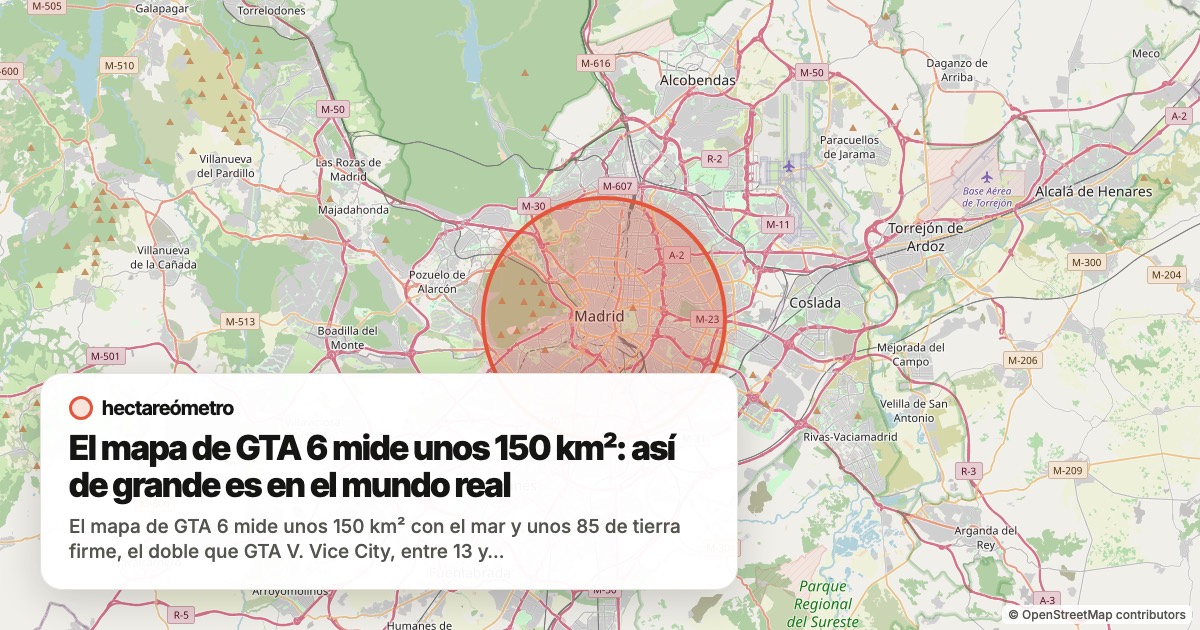 M-505
Galapagar
Torrelodones
M-616
Alcobendas
M-50
Daganzo de
Arriba
Meco
-600
M-510
M-50
A-2
Villanueva
del Pardillo
Las Rozas de
Madrid
R-2
Paracuellos
de Jarama
M-607
Base Aérea
de Torrejón
Alcalá de Henares
Majadahonda
M-30
M-11
Torrejón de
Ardoz
Villanueva
de la Cañada
A-2
M-300
M-204
Pozuelo de
Alarcón
Coslada
M-513
Madrid
M-23
Boadilla del
Monte
M-501
Mejorada del
Campo
M-206
hectareómetro
El mapa de GTA 6 mide unos 150 km²: así
de grande es en el mundo real
El mapa de GTA 6 mide unos 150 km² con el mar y unos 85 de tierra
firme, el doble que GTA V. Vice City, entre 13 y...
Velilla de San
Antonio
Rivas-Vaciamadrid
R-3
M-209
Arganda del
Rey
Fuenlabrada
Arroyomolinos
M-50
Parque
Regional
del Sureste
A-3
R-5
Humanes de
© OpenStreetMap contributors